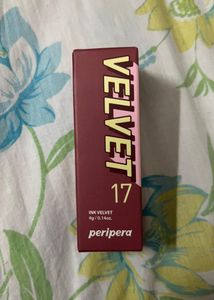 VELVET
17
INK VELVET
4g / 0.14oz.
peripera